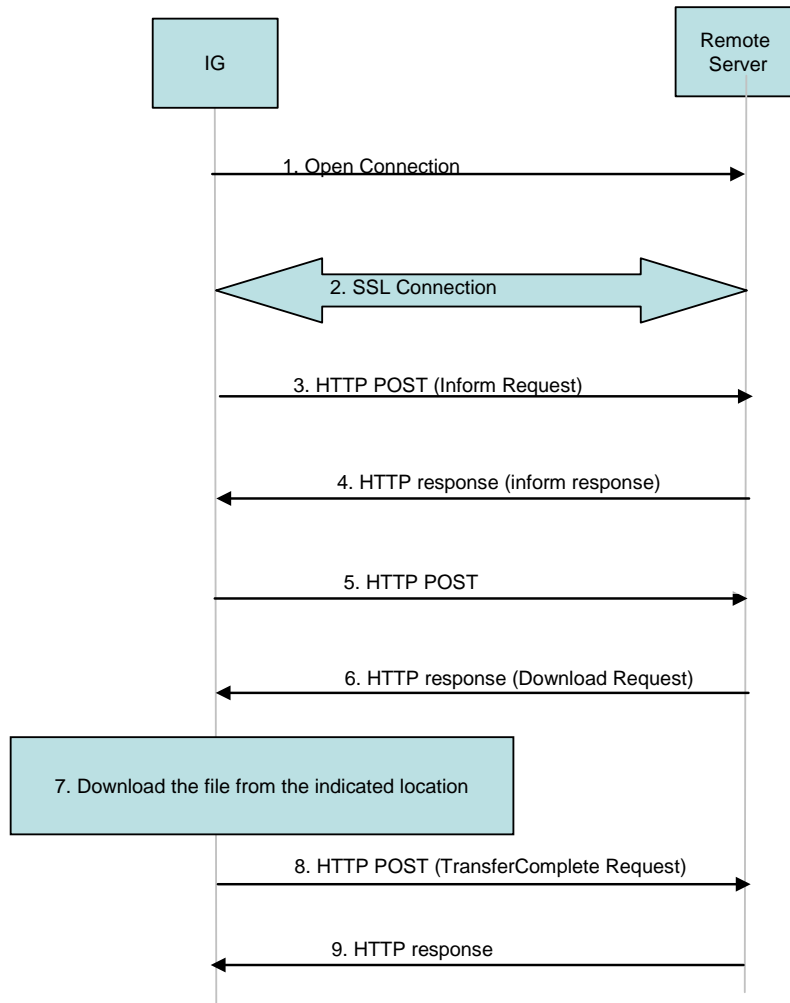 IG
Remote
Server
1. Open Connection
2. SSL Connection
3. HTTP POST (Inform Request)
4. HTTP response (inform response)
5. HTTP POST
6. HTTP response (Download Request)
7. Download the file from the indicated location
8. HTTP POST (TransferComplete Request)
9. HTTP response